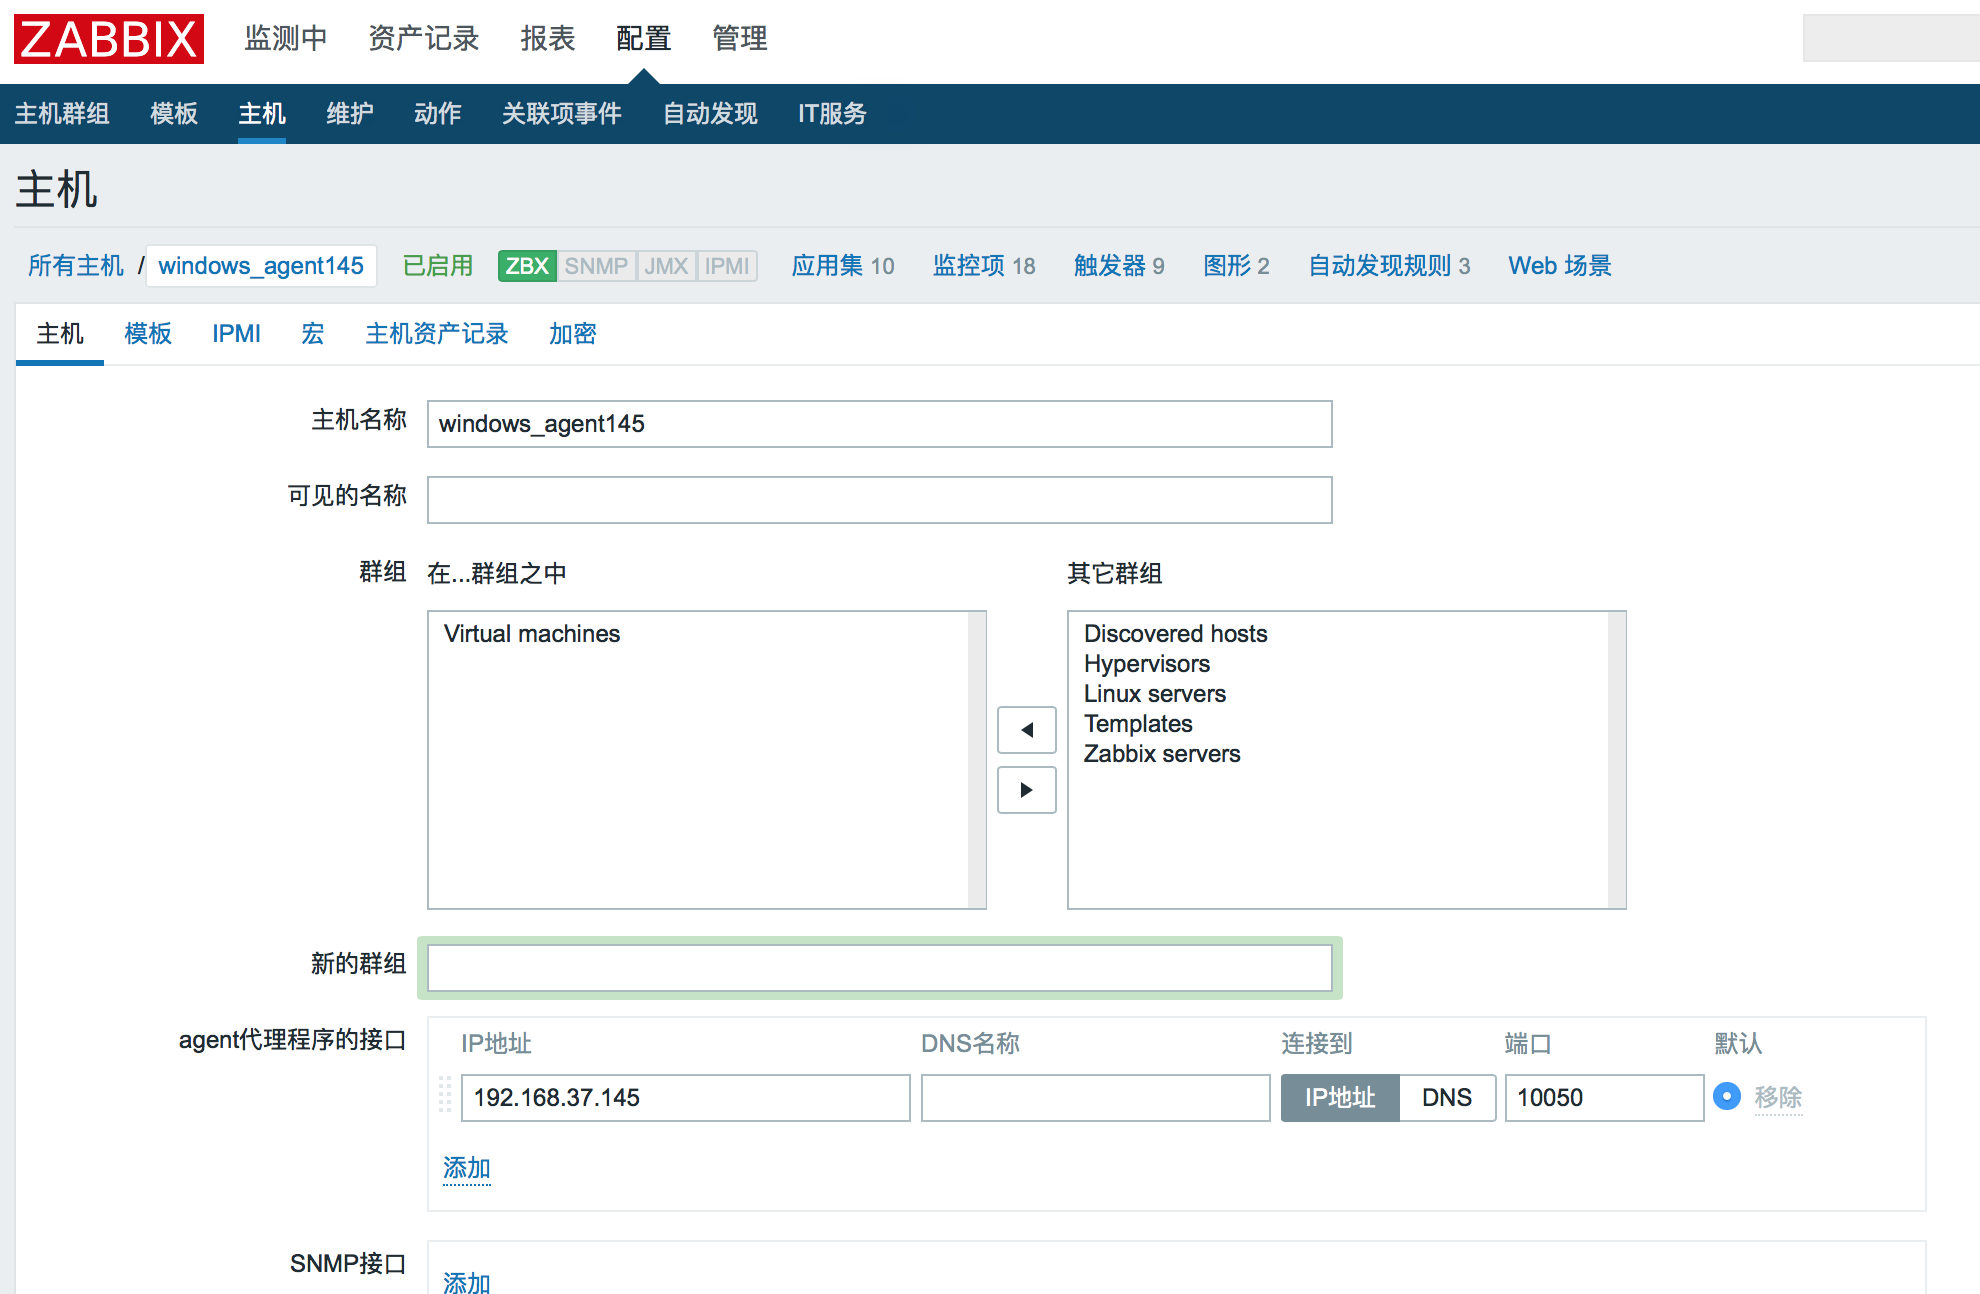 ZABBIX 监测中 资产记录 报表 配置 管理
主机群组 模板 主机 维护 动作 关联项事件 自动发现 IT服务
主机
所有主机 / windows_agent145 已启用 ZBX SNMP JMX IPMI 应用集 10 监控项 18 触发器 9 图形 2 自动发现规则 3 Web 场景
主机 模板 IPMI 宏 主机资产记录 加密
主机名称 windows_agent145
可见的名称
群组 在...群组之中 其它群组
Virtual machines
Discovered hosts
Hypervisors
Linux servers
Templates
Zabbix servers
新的群组
agent代理程序的接口 IP地址 DNS名称 连接到 端口 默认
192.168.37.145 IP地址 DNS 10050 移除
添加
SNMP接口
添加